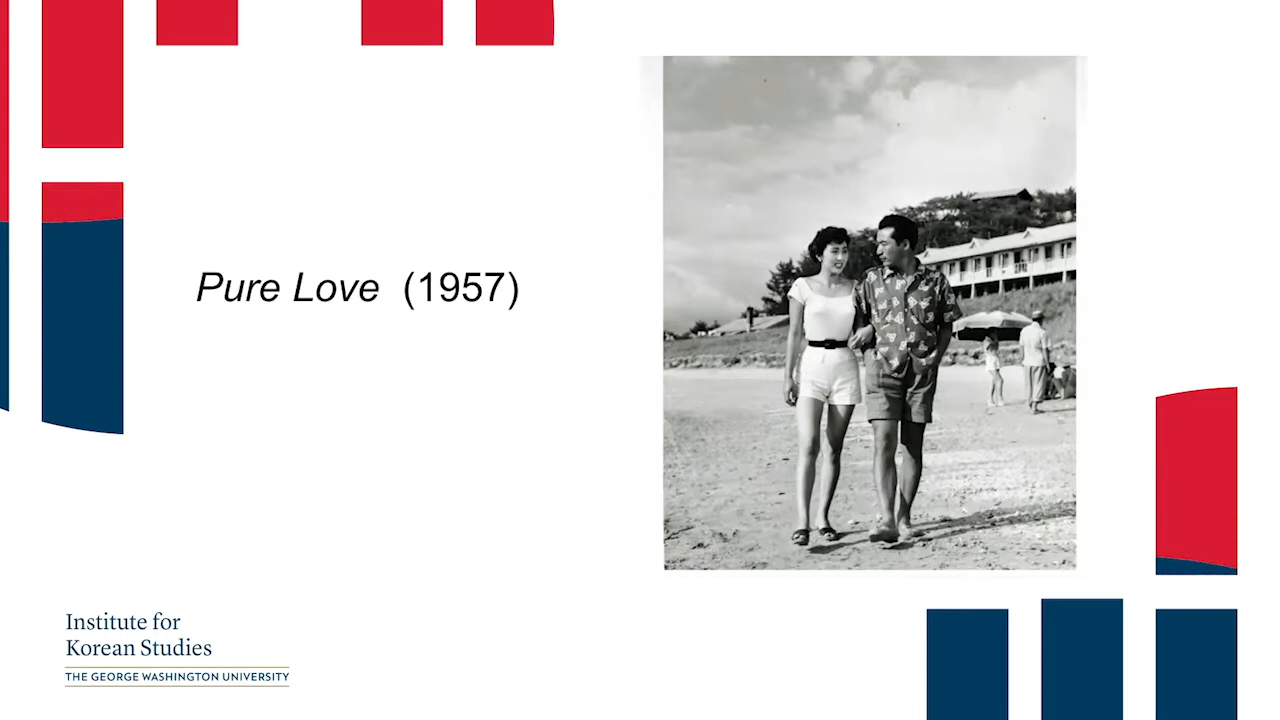 Pure Love (1957)
Institute for
Korean Studies
THE GEORGE WASHINGTON UNIVERSITY